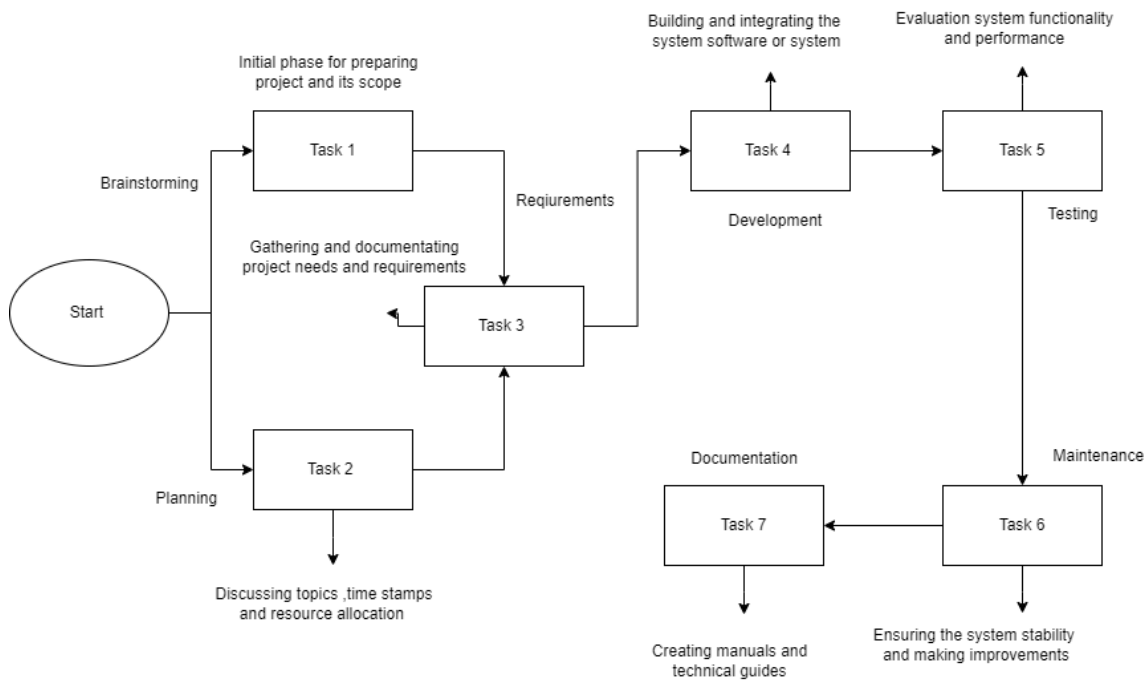 Building and integrating the
system software or system
Evaluation system functionality
and performance
Initial phase for preparing
project and its scope
Task 1
Task 4
Task 5
Brainstorming
Reqiurements
Development
Testing
Gathering and documentating
project needs and requirements
Start
Task 3
Task 2
Planning
Documentation
Maintenance
Task 7
Task 6
Discussing topics ,time stamps
and resource allocation
Creating manuals and
technical guides
Ensuring the system stability
and making improvements